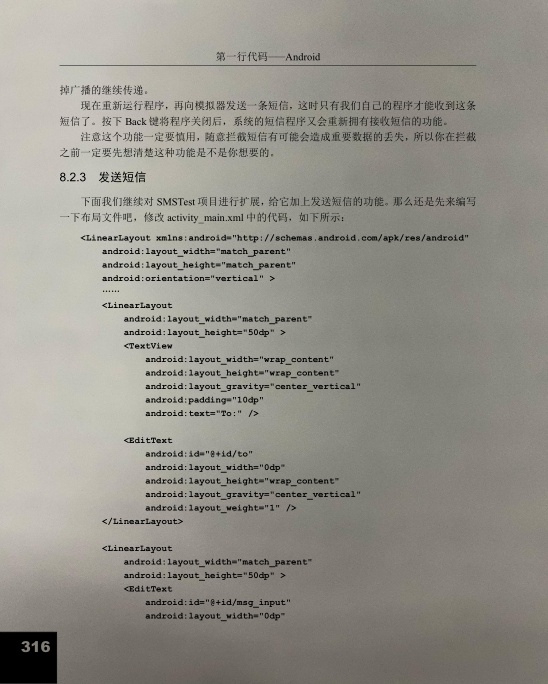 第一行代码——Android
掉广播的继续传递。
现在重新运行程序，再向模拟器发送一条短信，这时只有我们自己的程序才能收到这条
短信了。按下 Back 键将程序关闭后，系统的短信程序又会重新拥有接收短信的功能。
注意这个功能一定要慎用，随意拦截短信有可能会造成重要数据的丢失，所以你在拦截
之前一定要先想清楚这种功能是不是你想要的。
8.2.3 发送短信
下面我们继续对 SMSTest 项目进行扩展，给它加上发送短信的功能。那么还是先来编写
一下布局文件吧，修改 activity_main.xml 中的代码，如下所示：
<LinearLayout xmlns:android="http://schemas.android.com/apk/res/android"
android:layout_width="match_parent"
android:layout_height="match_parent"
android:orientation="vertical" >
……
<LinearLayout
android:layout_width="match_parent"
android:layout_height="50dp" >
<TextView
android:layout_width="wrap_content"
android:layout_height="wrap_content"
android:layout_gravity="center_vertical"
android:padding="10dp"
android:text="To:" />
<EditText
android:id="@+id/to"
android:layout_width="0dp"
android:layout_height="wrap_content"
android:layout_gravity="center_vertical"
android:layout_weight="1" />
</LinearLayout>
<LinearLayout
android:layout_width="match_parent"
android:layout_height="50dp" >
<EditText
android:id="@+id/msg_input"
android:layout_width="0dp"
316